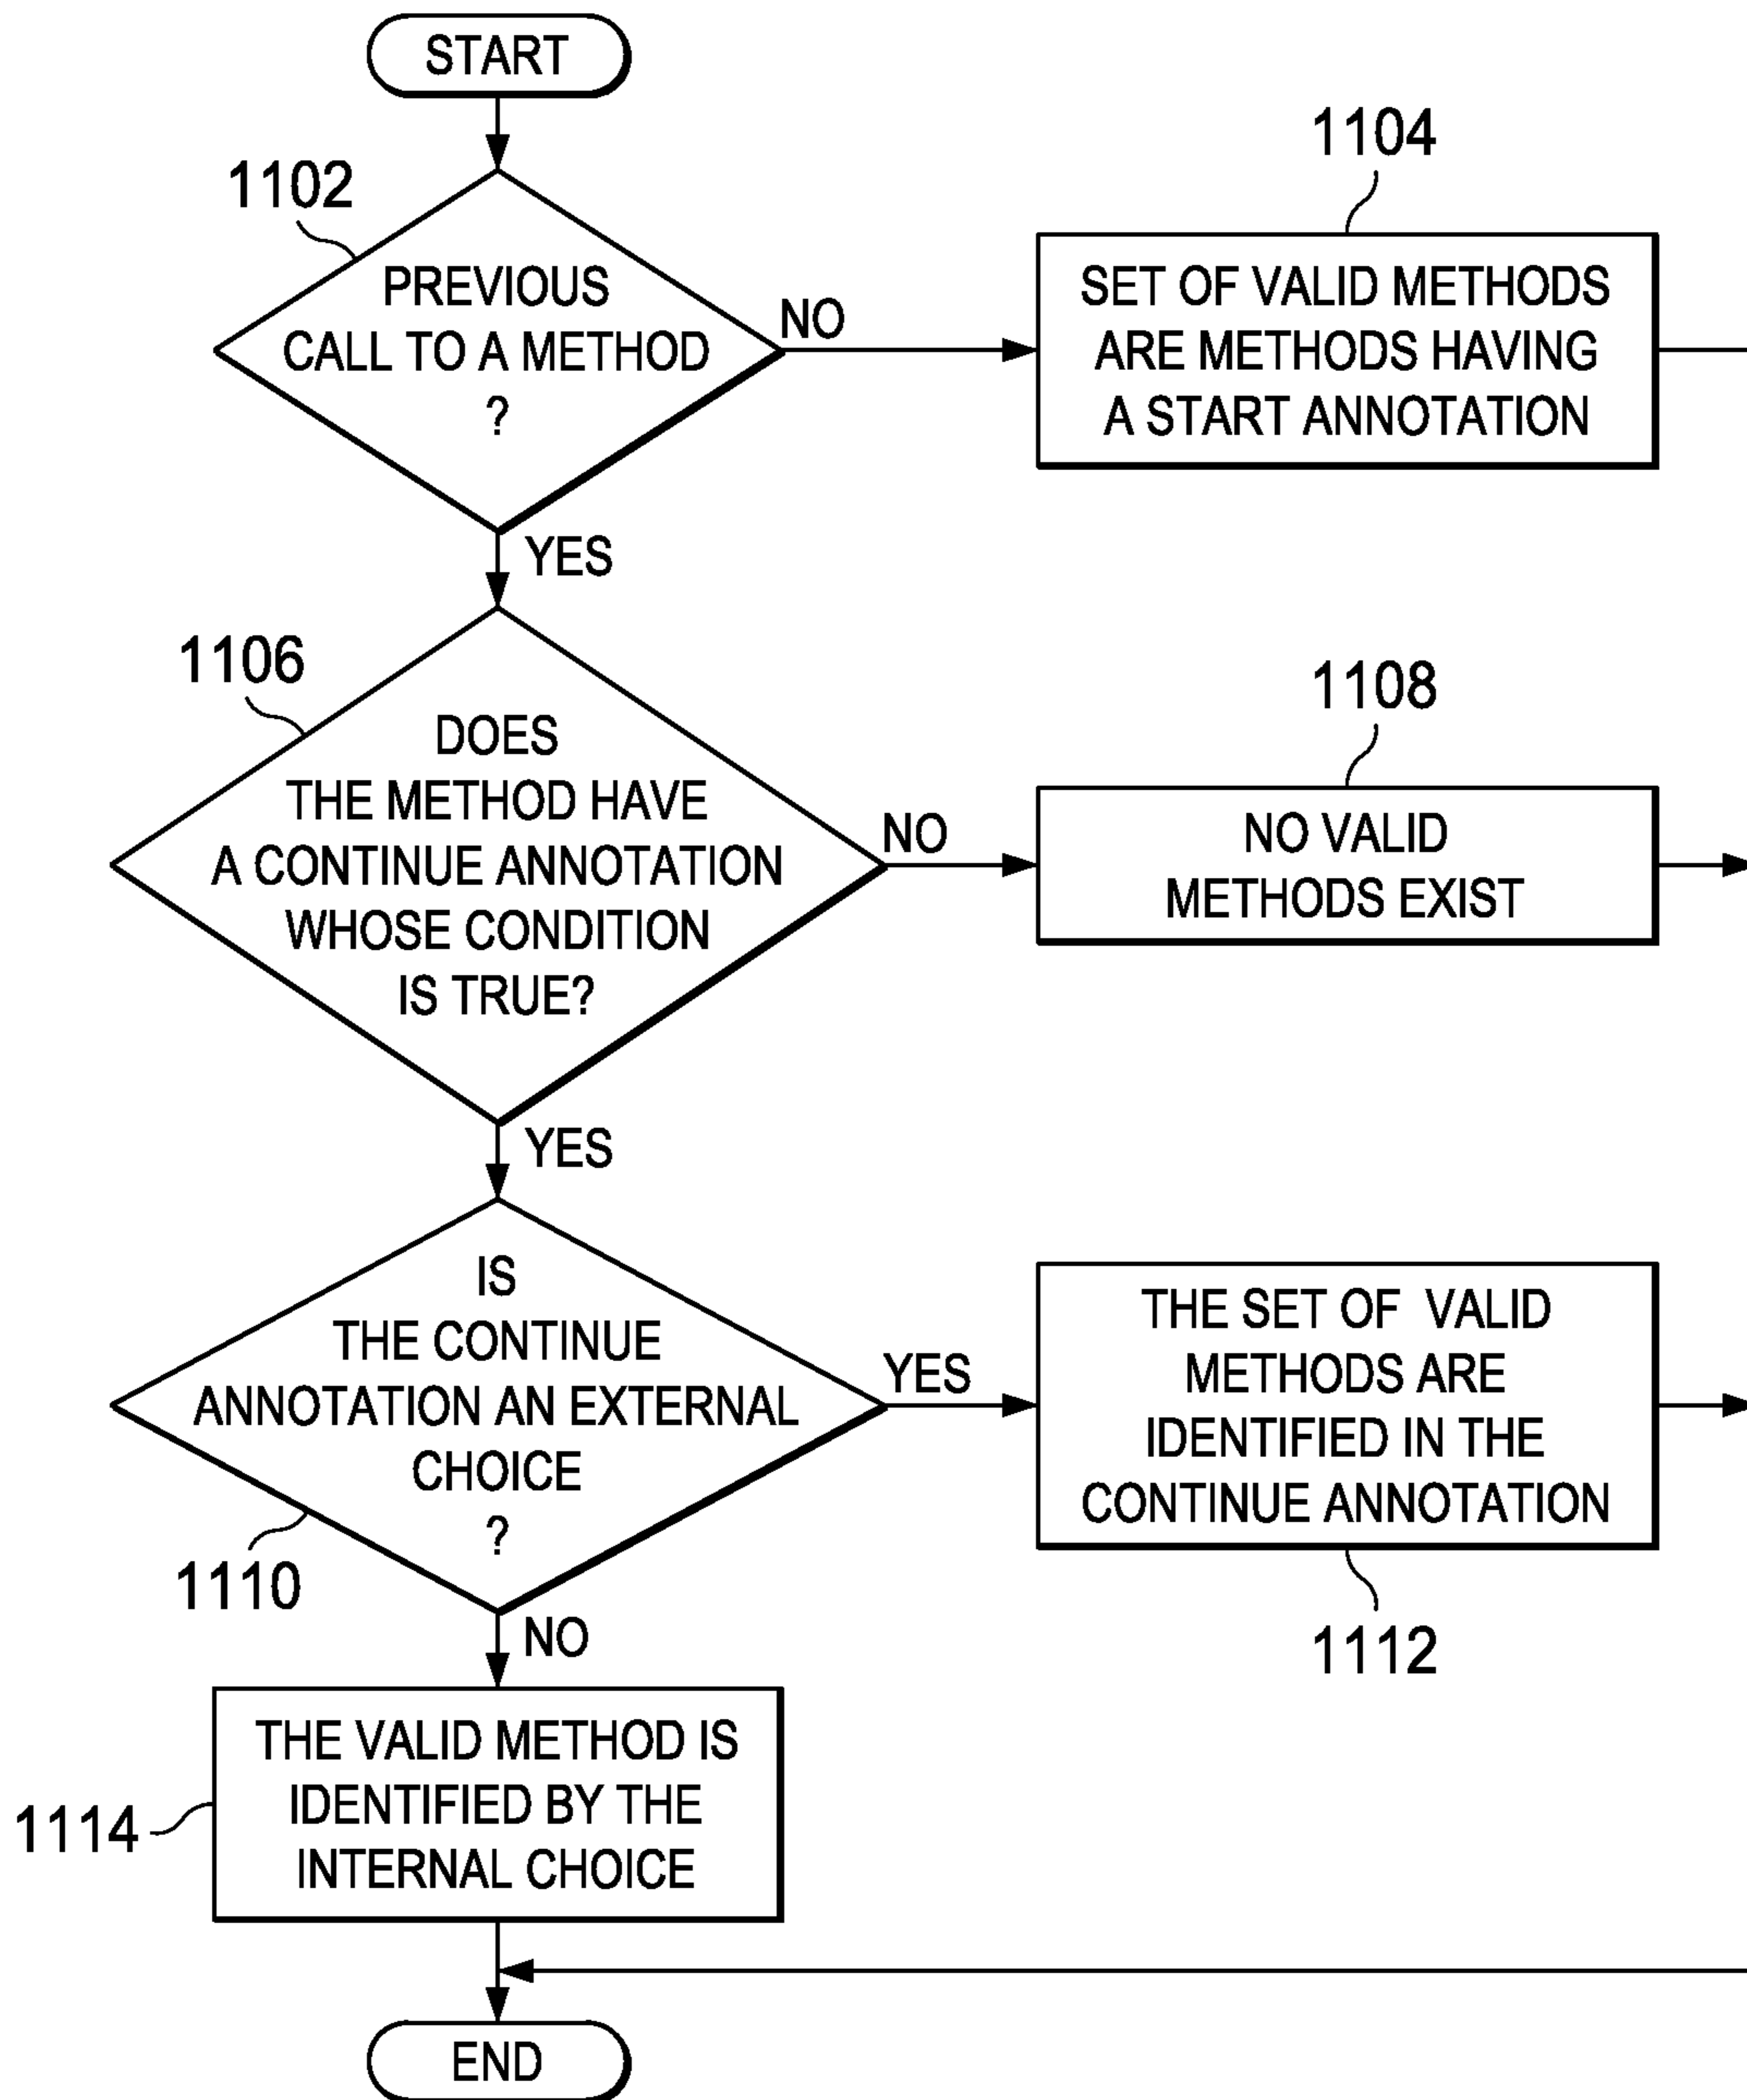 START
1102
PREVIOUS
CALL TO A METHOD
?
NO
1104
SET OF VALID METHODS
ARE METHODS HAVING
A START ANNOTATION
YES
1106
DOES
THE METHOD HAVE
A CONTINUE ANNOTATION
WHOSE CONDITION
IS TRUE?
NO
1108
NO VALID
METHODS EXIST
YES
IS
THE CONTINUE
ANNOTATION AN EXTERNAL
CHOICE
?
1110
YES
THE SET OF VALID
METHODS ARE
IDENTIFIED IN THE
CONTINUE ANNOTATION
1112
NO
THE VALID METHOD IS
IDENTIFIED BY THE
INTERNAL CHOICE
1114
END